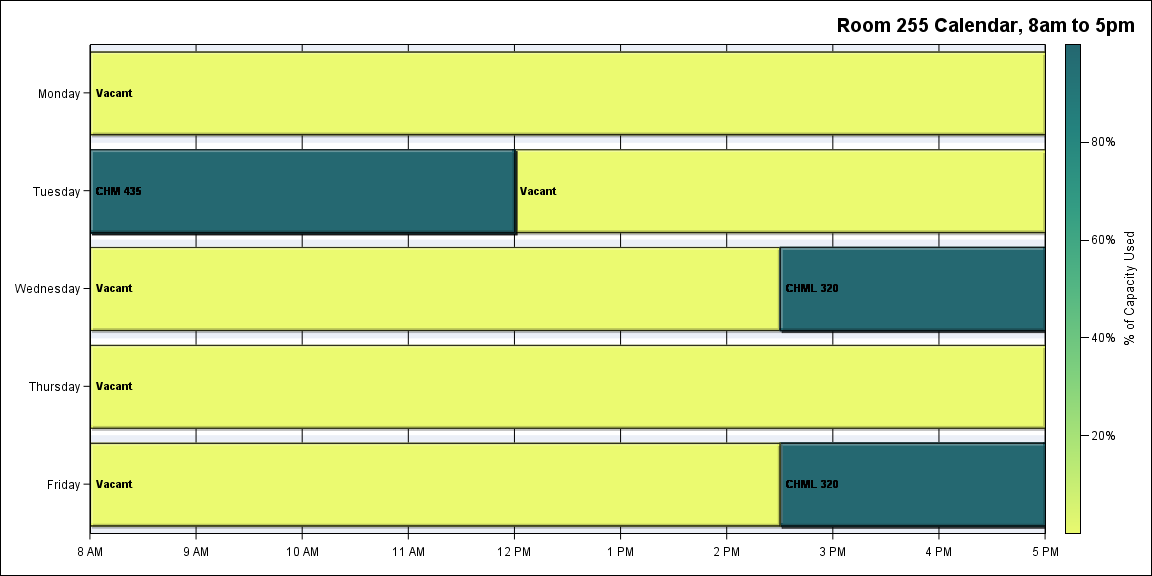 Room 255 Calendar, 8am to 5pm
Monday
Vacant
Tuesday
CHM 435
Vacant
Wednesday
Vacant
CHML 320
Thursday
Vacant
Friday
Vacant
CHML 320
8 AM
9 AM
10 AM
11 AM
12 PM
1 PM
2 PM
3 PM
4 PM
5 PM
80%
60%
40%
20%
% of Capacity Used